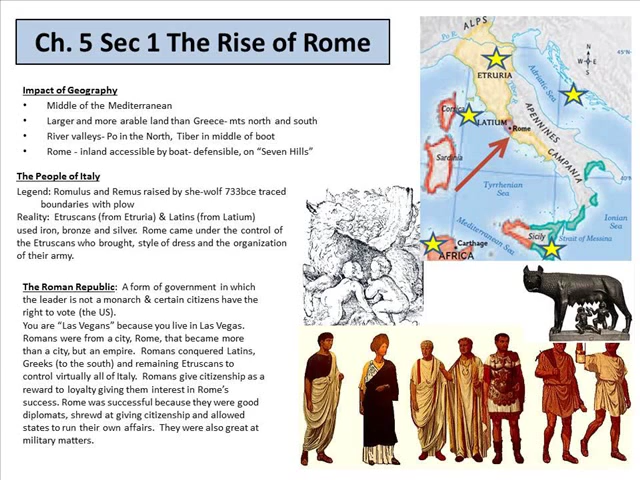 Ch. 5 Sec 1 The Rise of Rome
Impact of Geography
• Middle of the Mediterranean
• Larger and more arable land than Greece- mts north and south
• River valleys- Po in the North, Tiber in middle of boot
• Rome - inland accessible by boat- defensible, on “Seven Hills”
The People of Italy
Legend: Romulus and Remus raised by she-wolf 733bce traced
boundaries with plow
Reality: Etruscans (from Etruria) & Latins (from Latium)
used iron, bronze and silver. Rome came under the control of
the Etruscans who brought, style of dress and the organization
of their army.
The Roman Republic: A form of government in which
the leader is not a monarch & certain citizens have the
right to vote (the US).
You are “Las Vegans” because you live in Las Vegas.
Romans were from a city, Rome, that became more
than a city, but an empire. Romans conquered Latins,
Greeks (to the south) and remaining Etruscans to
control virtually all of Italy. Romans give citizenship as a
reward to loyalty giving them interest in Rome’s
success. Rome was successful because they were good
diplomats, shrewd at giving citizenship and allowed
states to run their own affairs. They were also great at
military matters.
ALPS
Po R.
45°N
N
W
E
S
ETRURIA
Adriatic Sea
Corsica
LATIUM
Rome
APENNINES
CAMPANIA
Sardinia
40°N
Tyrrhenian
Sea
Ionian
Sea
Mediterranean Sea
Sicily
Strait of Messina
Carthage
AFRICA